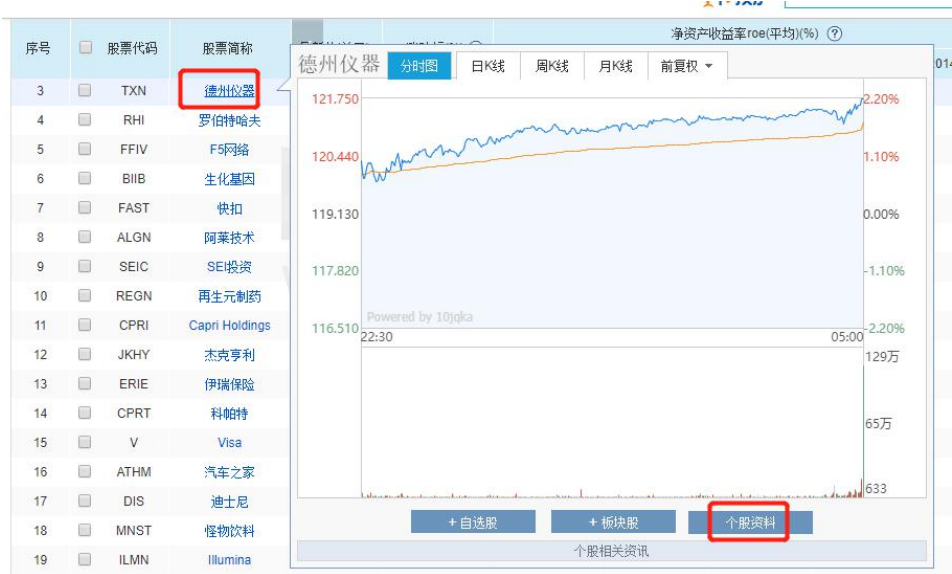 净资产收益率roe(平均)(%)
序号 股票代码 股票简称
3 TXN 德州仪器
4 RHI 罗伯特哈夫
5 FFIV F5网络
6 BIIB 生化基因
7 FAST 快扣
8 ALGN 阿莱技术
9 SEIC SEI投资
10 REGN 再生元制药
11 CPRI Capri Holdings
12 JKHY 杰克亨利
13 ERIE 伊瑞保险
14 CPRT 科帕特
15 V Visa
16 ATHM 汽车之家
17 DIS 迪士尼
18 MNST 怪物饮料
19 ILMN Illumina
德州仪器 分时图 日K线 周K线 月K线 前复权
121.750 2.20%
120.440 1.10%
119.130 0.00%
117.820 -1.10%
116.510 -2.20%
Powered by 10jqka
22:30 05:00
129万
65万
633
+ 自选股 + 板块股 个股资料
个股相关资讯